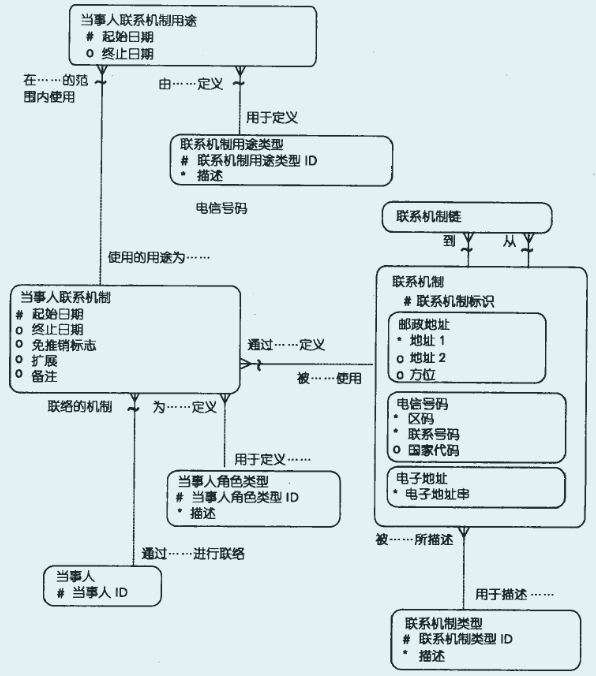 当事人联系机制用途
# 起始日期
o 终止日期
在……的范
围内使用
由……定义
用于定义
联系机制用途类型
# 联系机制用途类型 ID
* 描述
电信号码
联系机制链
到
从
使用的用途为……
联系机制
# 联系机制标识
当事人联系机制
# 起始日期
o 终止日期
o 免推销标志
o 扩展
o 备注
邮政地址
* 地址 1
o 地址 2
o 方位
通过……定义
被……使用
电信号码
* 区码
* 联系号码
o 国家代码
联络的机制
为……定义
用于定义……
电子地址
* 电子地址串
当事人角色类型
# 当事人角色类型 ID
* 描述
被……所描述
通过……进行联络
当事人
# 当事人 ID
用于描述……
联系机制类型
# 联系机制类型 ID
* 描述